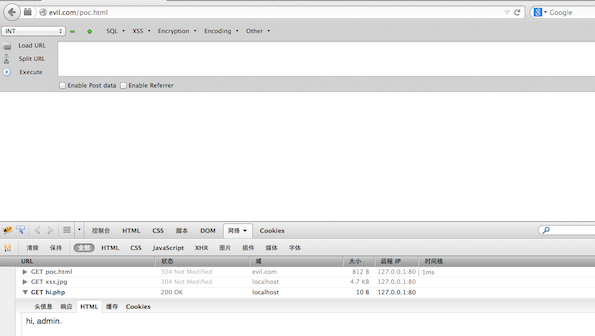 evil.com/poc.html
Google
INT
SQL
XSS
Encryption
Encoding
Other
Load URL
Split URL
Execute
Enable Post data
Enable Referrer
控制台 HTML CSS 脚本 DOM 网络 Cookies
清除 保持 全部 HTML CSS JavaScript XHR 图片 插件 媒体 字体
URL 状态 域 大小 远程 IP 时间线
GET poc.html 304 Not Modified evil.com 812 B 127.0.0.1:80 1ms
GET xss.jpg 304 Not Modified localhost 4.7 KB 127.0.0.1:80
GET hi.php 200 OK localhost 10 B 127.0.0.1:80
头信息 响应 HTML 缓存 Cookies
hi, admin.